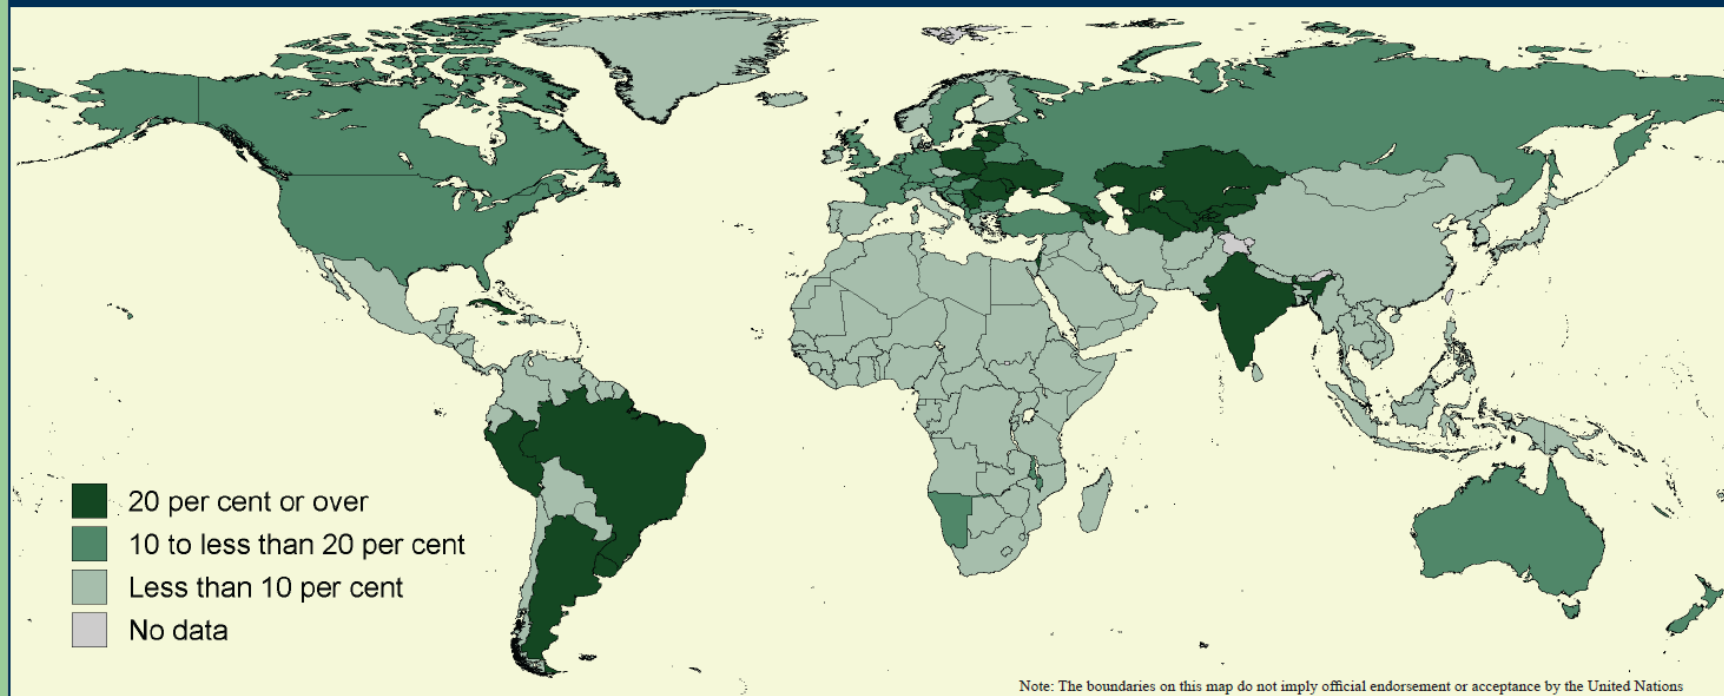 20 per cent or over
10 to less than 20 per cent
Less than 10 per cent
No data
Note: The boundaries on this map do not imply official endorsement or acceptance by the United Nations